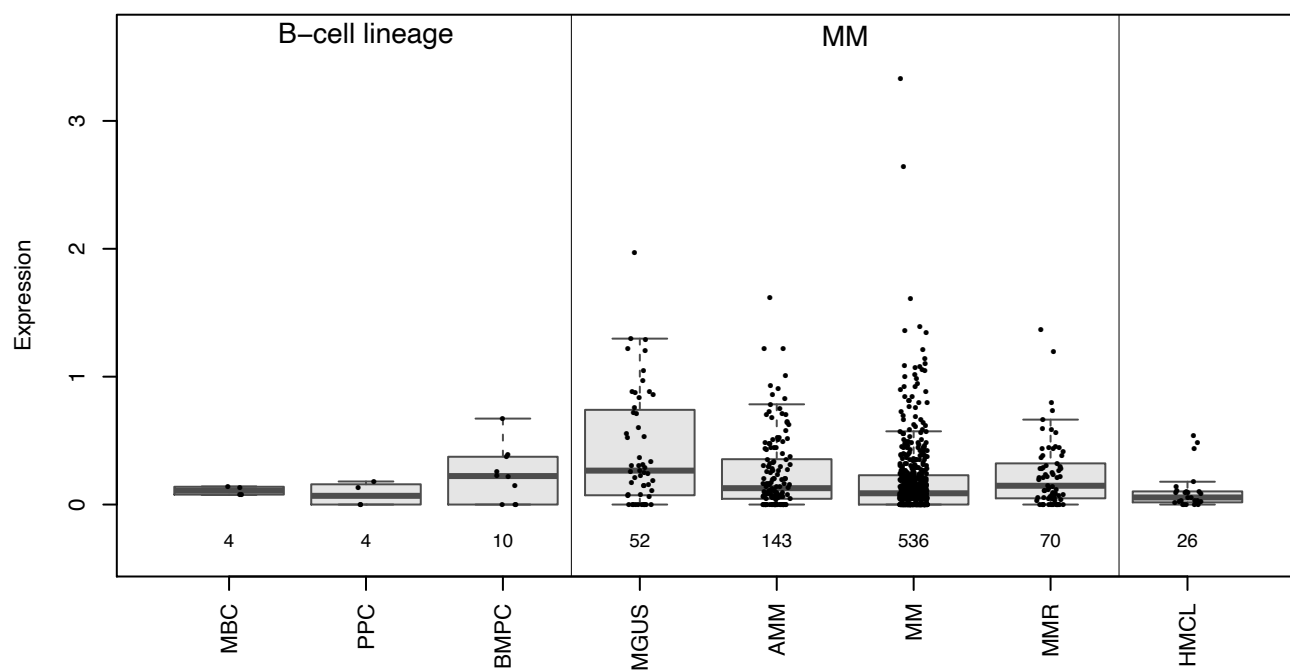 B−cell lineage
MM
Expression
3
2
1
0
4
4
10
52
143
536
70
26
MBC
PPC
BMPC
MGUS
AMM
MM
MMR
HMCL